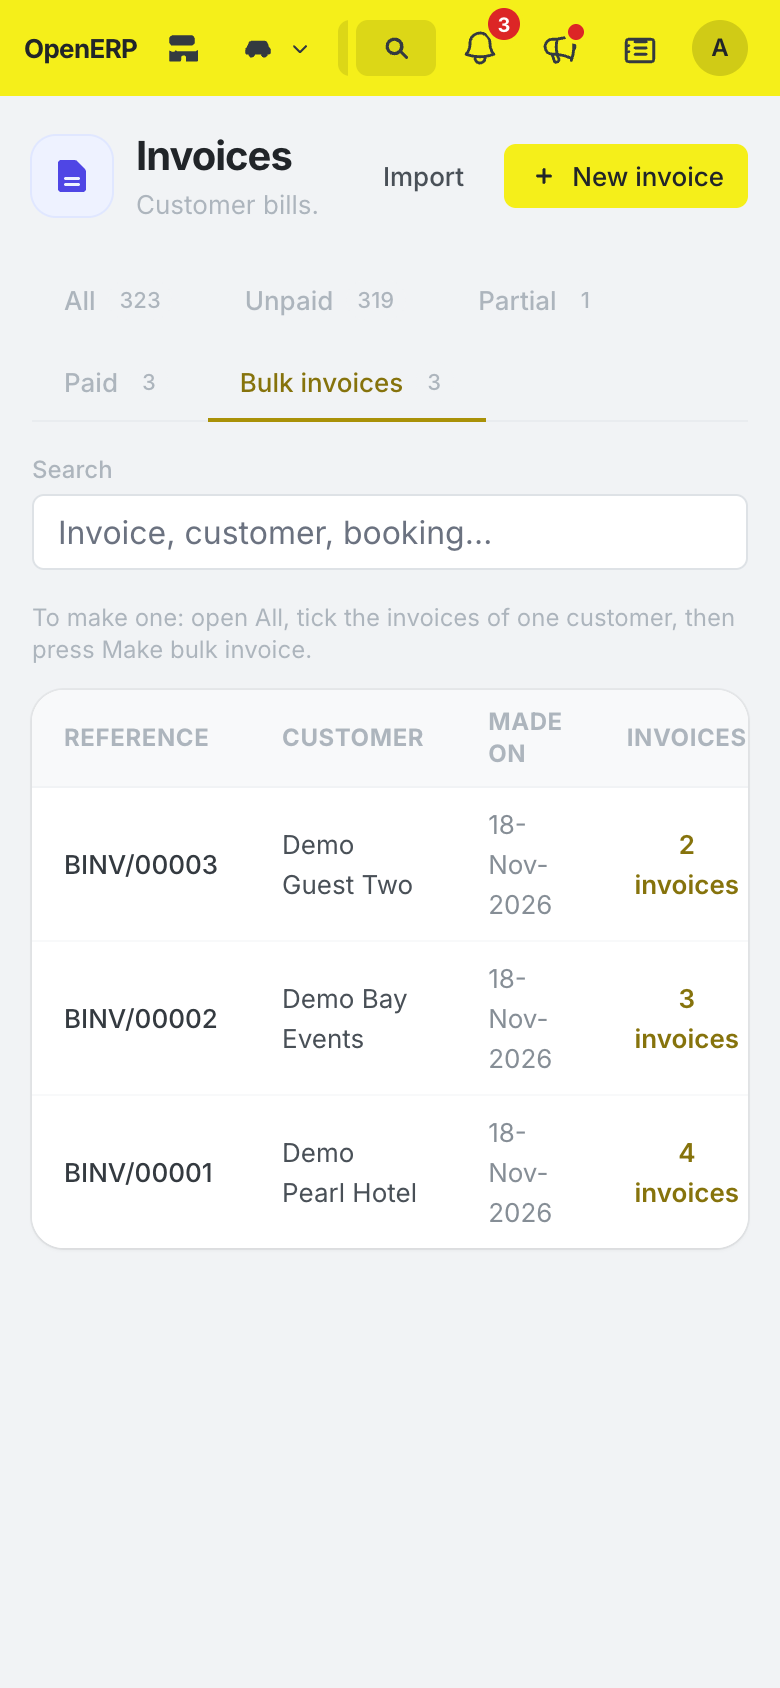 OpenERP
3
A
Invoices
Customer bills.
Import
+ New invoice
All 323
Unpaid 319
Partial 1
Paid 3
Bulk invoices 3
Search
Invoice, customer, booking...
To make one: open All, tick the invoices of one customer, then
press Make bulk invoice.
REFERENCE
CUSTOMER
MADE
ON
INVOICES
BINV/00003
Demo
Guest Two
18-
Nov-
2026
2
invoices
BINV/00002
Demo Bay
Events
18-
Nov-
2026
3
invoices
BINV/00001
Demo
Pearl Hotel
18-
Nov-
2026
4
invoices